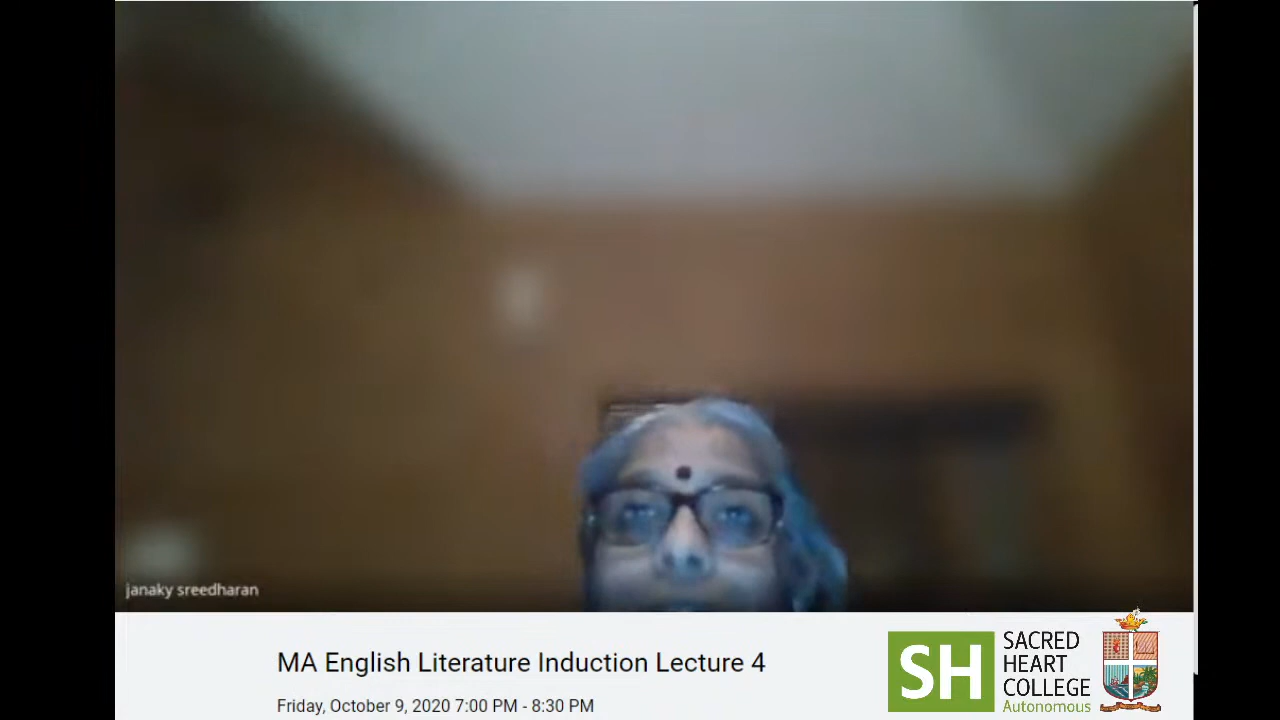 janaky sreedharan
MA English Literature Induction Lecture 4
Friday, October 9, 2020 7:00 PM - 8:30 PM
SH
SACRED
HEART
COLLEGE
Autonomous